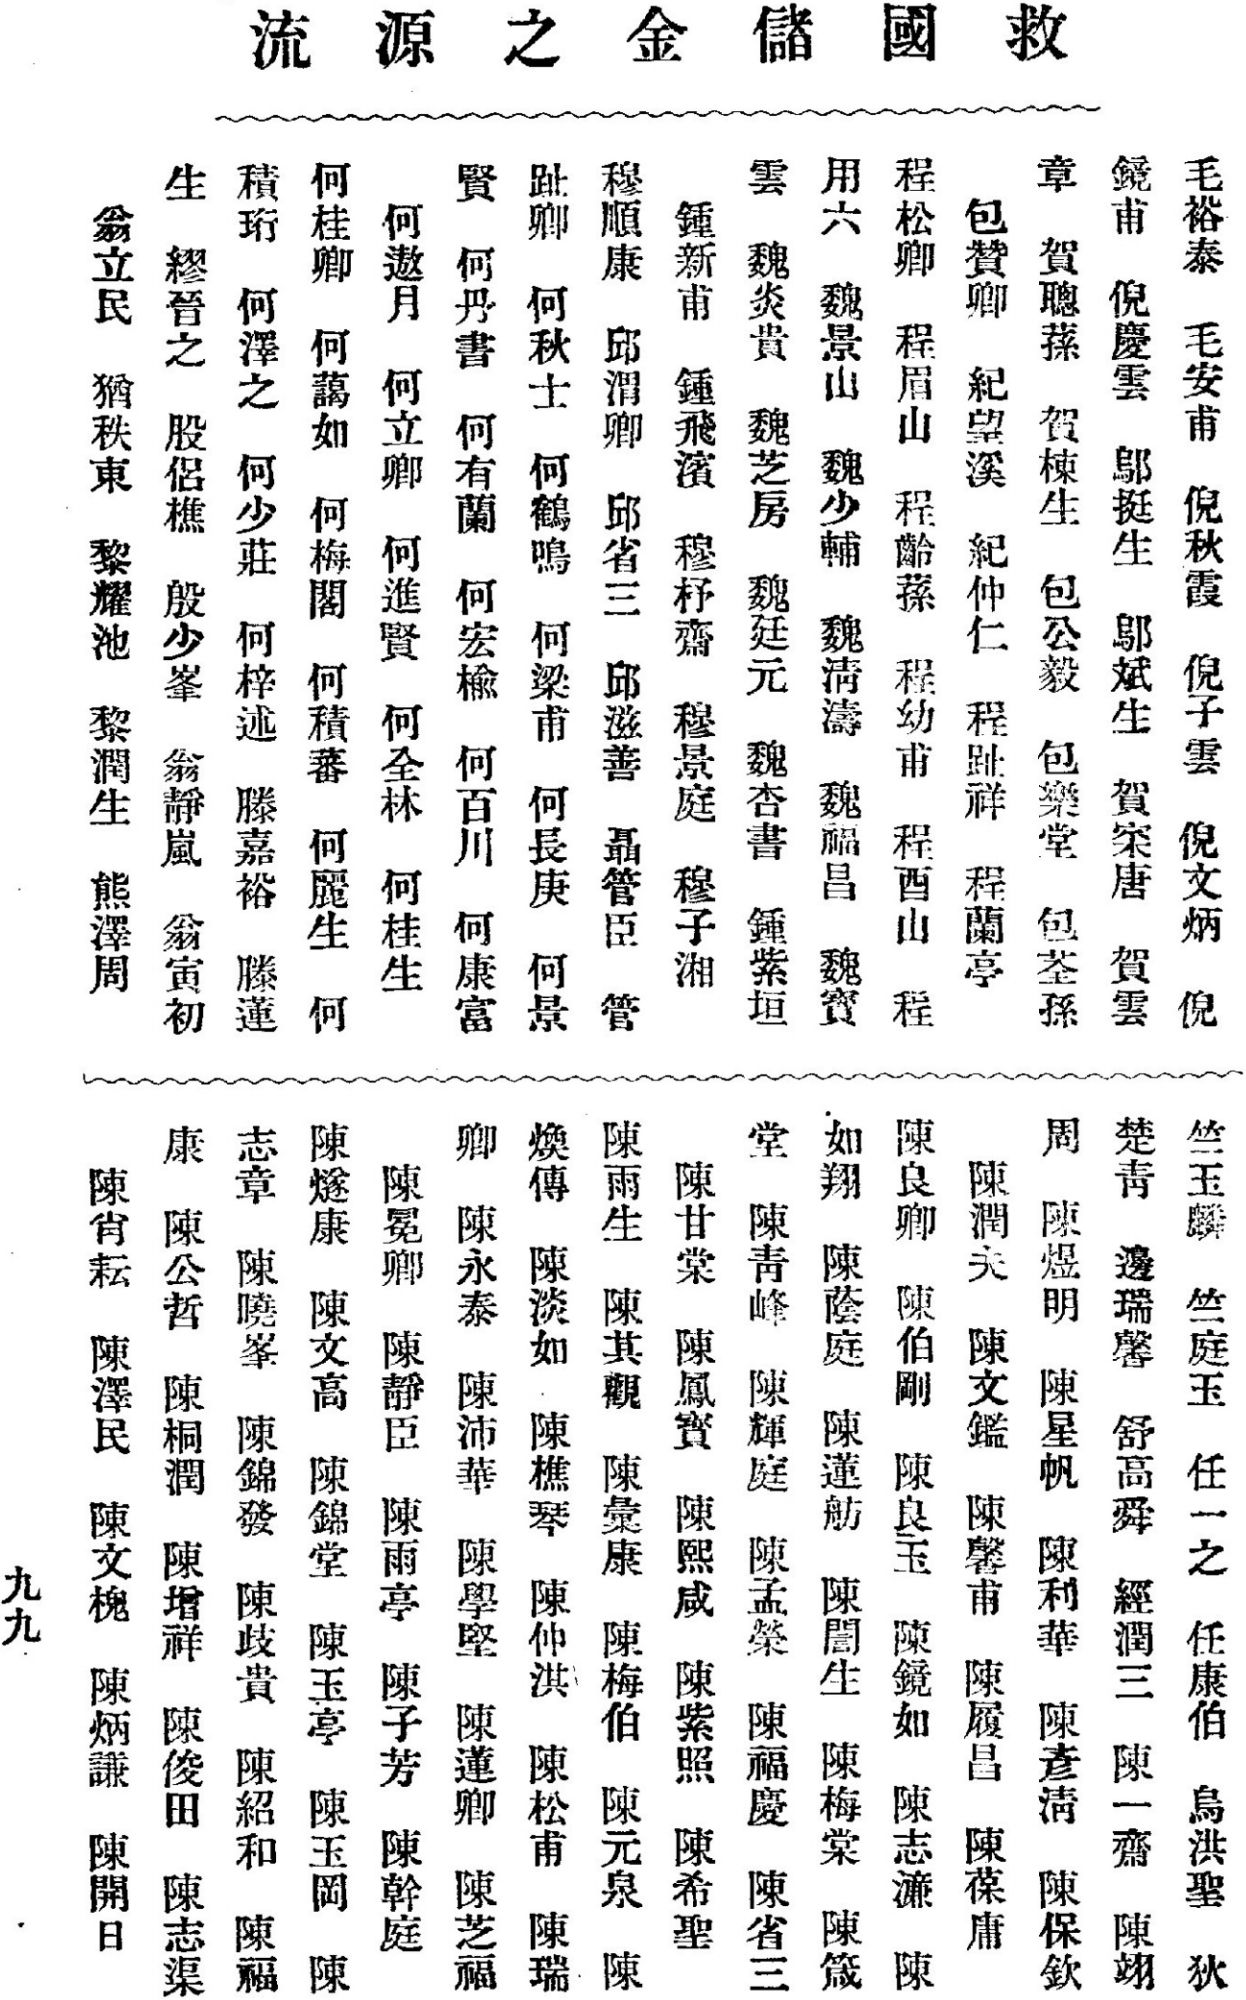 救國儲金之源流
毛裕泰 毛安甫 倪秋霞 倪子雲 倪文炳 倪
鏡甫 倪慶雲 鄔挺生 鄔斌生 賀寀唐 賀雲
章 賀聰蓀 賀棟生 包公毅 包樂堂 包荃孫
包贊卿 紀望溪 紀仲仁 程趾祥 程蘭亭
程松卿 程眉山 程齡蓀 程幼甫 程酉山 程
用六 魏景山 魏少輔 魏清濤 魏福昌 魏寶
雲 魏炎貴 魏芝房 魏廷元 魏杏書 鍾紫垣
鍾新甫 鍾飛濱 穆杼齋 穆景庭 穆子湘
穆順康 邱渭卿 邱省三 邱滋善 聶管臣 管
趾卿 何秋士 何鶴鳴 何梁甫 何長庚 何景
賢 何丹書 何有蘭 何宏楡 何百川 何康富
何遨月 何立卿 何進賢 何全林 何桂生
何桂卿 何藹如 何梅閣 何積蕃 何麗生 何
積珩 何澤之 何少莊 何梓述 滕嘉裕 滕蓮
生 繆晉之 殷侶樵 殷少峯 翁靜嵐 翁寅初
翁立民 猶秩東 黎耀池 黎潤生 熊澤周
竺玉麟 竺庭玉 任一之 任康伯 烏洪聖 狄
楚青 邊瑞馨 舒高舜 經潤三 陳一齋 陳翊
周 陳煜明 陳星帆 陳利華 陳彥清 陳保欽
陳潤夫 陳文鑑 陳馨甫 陳履昌 陳葆庸
陳良卿 陳伯剛 陳良玉 陳鏡如 陳志濂 陳
如翔 陳蔭庭 陳蓮舫 陳誾生 陳梅棠 陳箴
堂 陳青峰 陳輝庭 陳孟榮 陳福慶 陳省三
陳甘棠 陳鳳寶 陳熙咸 陳紫照 陳希聖
陳雨生 陳其觀 陳彙康 陳梅伯 陳元泉 陳
煥傳 陳淡如 陳樵琴 陳仲洪 陳松甫 陳瑞
卿 陳永泰 陳沛華 陳學堅 陳蓮卿 陳芝福
陳冕卿 陳靜臣 陳雨亭 陳子芳 陳幹庭
陳燧康 陳文高 陳錦堂 陳玉亭 陳玉岡 陳
志章 陳曉峯 陳錦發 陳歧貴 陳紹和 陳福
康 陳公哲 陳桐潤 陳增祥 陳俊田 陳志渠
陳肯耘 陳澤民 陳文槐 陳炳謙 陳開日
九九